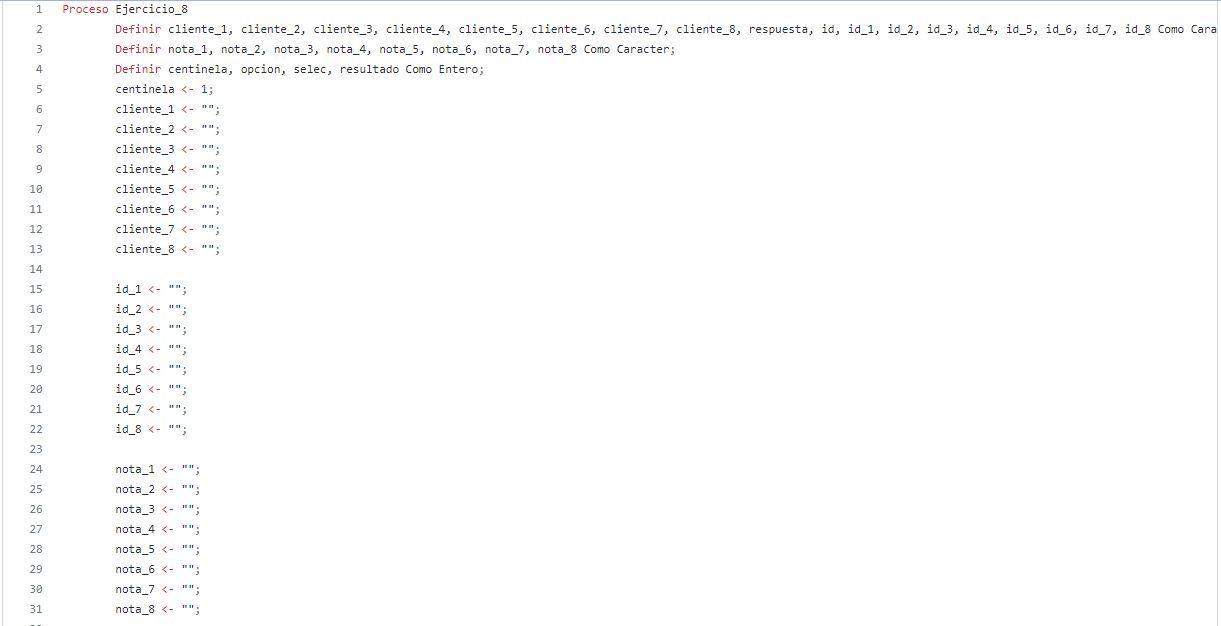 1 Proceso Ejercicio_8
2 Definir cliente_1, cliente_2, cliente_3, cliente_4, cliente_5, cliente_6, cliente_7, cliente_8, respuesta, id, id_1, id_2, id_3, id_4, id_5, id_6, id_7, id_8 Como Cara
3 Definir nota_1, nota_2, nota_3, nota_4, nota_5, nota_6, nota_7, nota_8 Como Caracter;
4 Definir centinela, opcion, selec, resultado Como Entero;
5 centinela <- 1;
6 cliente_1 <- "";
7 cliente_2 <- "";
8 cliente_3 <- "";
9 cliente_4 <- "";
10 cliente_5 <- "";
11 cliente_6 <- "";
12 cliente_7 <- "";
13 cliente_8 <- "";
14
15 id_1 <- "";
16 id_2 <- "";
17 id_3 <- "";
18 id_4 <- "";
19 id_5 <- "";
20 id_6 <- "";
21 id_7 <- "";
22 id_8 <- "";
23
24 nota_1 <- "";
25 nota_2 <- "";
26 nota_3 <- "";
27 nota_4 <- "";
28 nota_5 <- "";
29 nota_6 <- "";
30 nota_7 <- "";
31 nota_8 <- "";